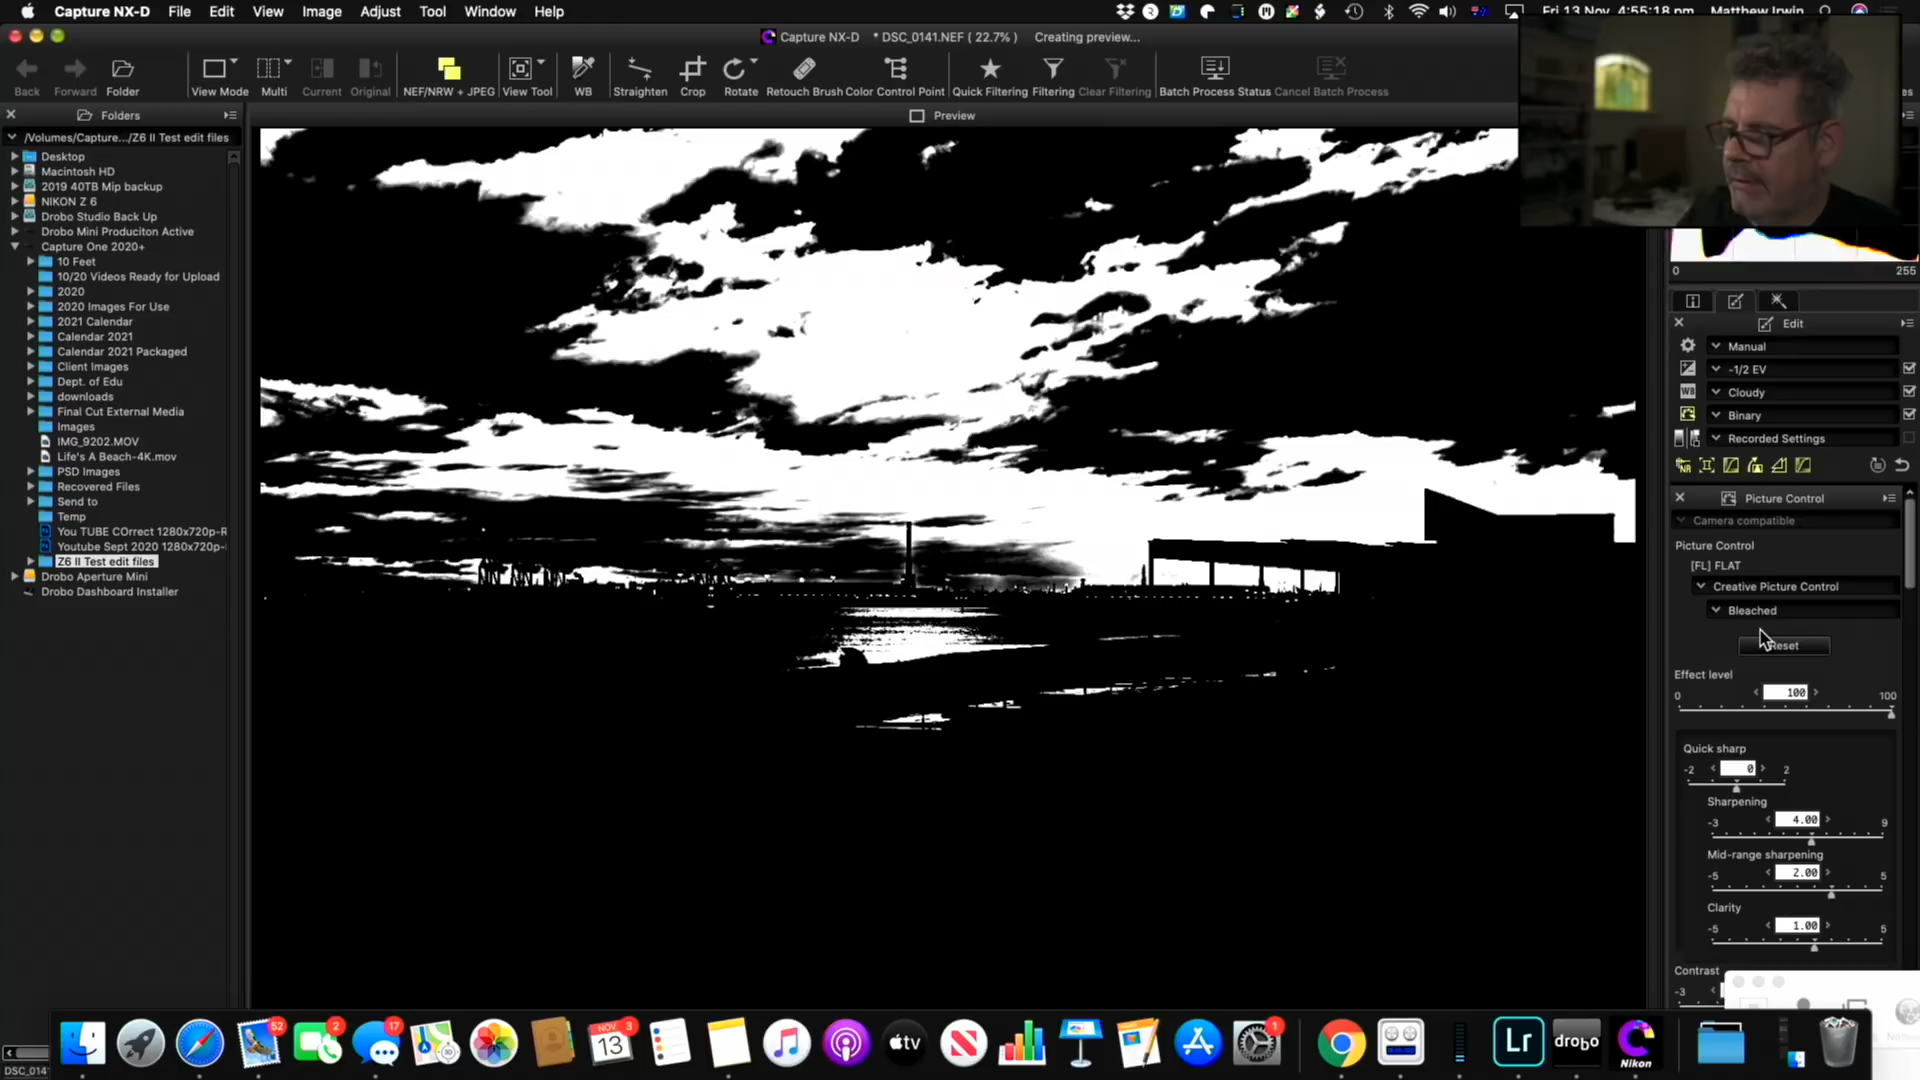 Capture NX-D File Edit View Image Adjust Tool Window Help
Fri 13 Nov 4:55:18 pm Matthew Irwin
Capture NX-D * DSC_0141.NEF ( 22.7% ) Creating preview...
Back Forward Folder View Mode Multi Current Original NEF/NRW + JPEG View Tool WB Straighten Crop Rotate Retouch Brush Color Control Point Quick Filtering Filtering Clear Filtering Batch Process Status Cancel Batch Process
Folders
Preview
/Volumes/Capture.../Z6 II Test edit files
Desktop
Macintosh HD
2019 40TB Mip backup
NIKON Z 6
Drobo Studio Back Up
Drobo Mini Produciton Active
Capture One 2020+
10 Feet
10/20 Videos Ready for Upload
2020
2020 Images For Use
2021 Calendar
Calendar 2021
Calendar 2021 Packaged
Client Images
Dept. of Edu
downloads
Final Cut External Media
Images
IMG_9202.MOV
Life's A Beach-4K.mov
PSD Images
Recovered Files
Send to
Temp
You TUBE COrrect 1280x720p-R
Youtube Sept 2020 1280x720p-
Z6 II Test edit files
Drobo Aperture Mini
Drobo Dashboard Installer
0 255
Edit
Manual
-1/2 EV
WB Cloudy
Binary
Recorded Settings
NR
Picture Control
Camera compatible
Picture Control
[FL] FLAT
Creative Picture Control
Bleached
Reset
Effect level
0 100 100
Quick sharp
-2 0 2
Sharpening
-3 4.00 9
Mid-range sharpening
-5 2.00 5
Clarity
-5 1.00 5
Contrast
-3
52 2 17 NOV 13 3 tv 1 Lr drobo Nikon
DSC_014